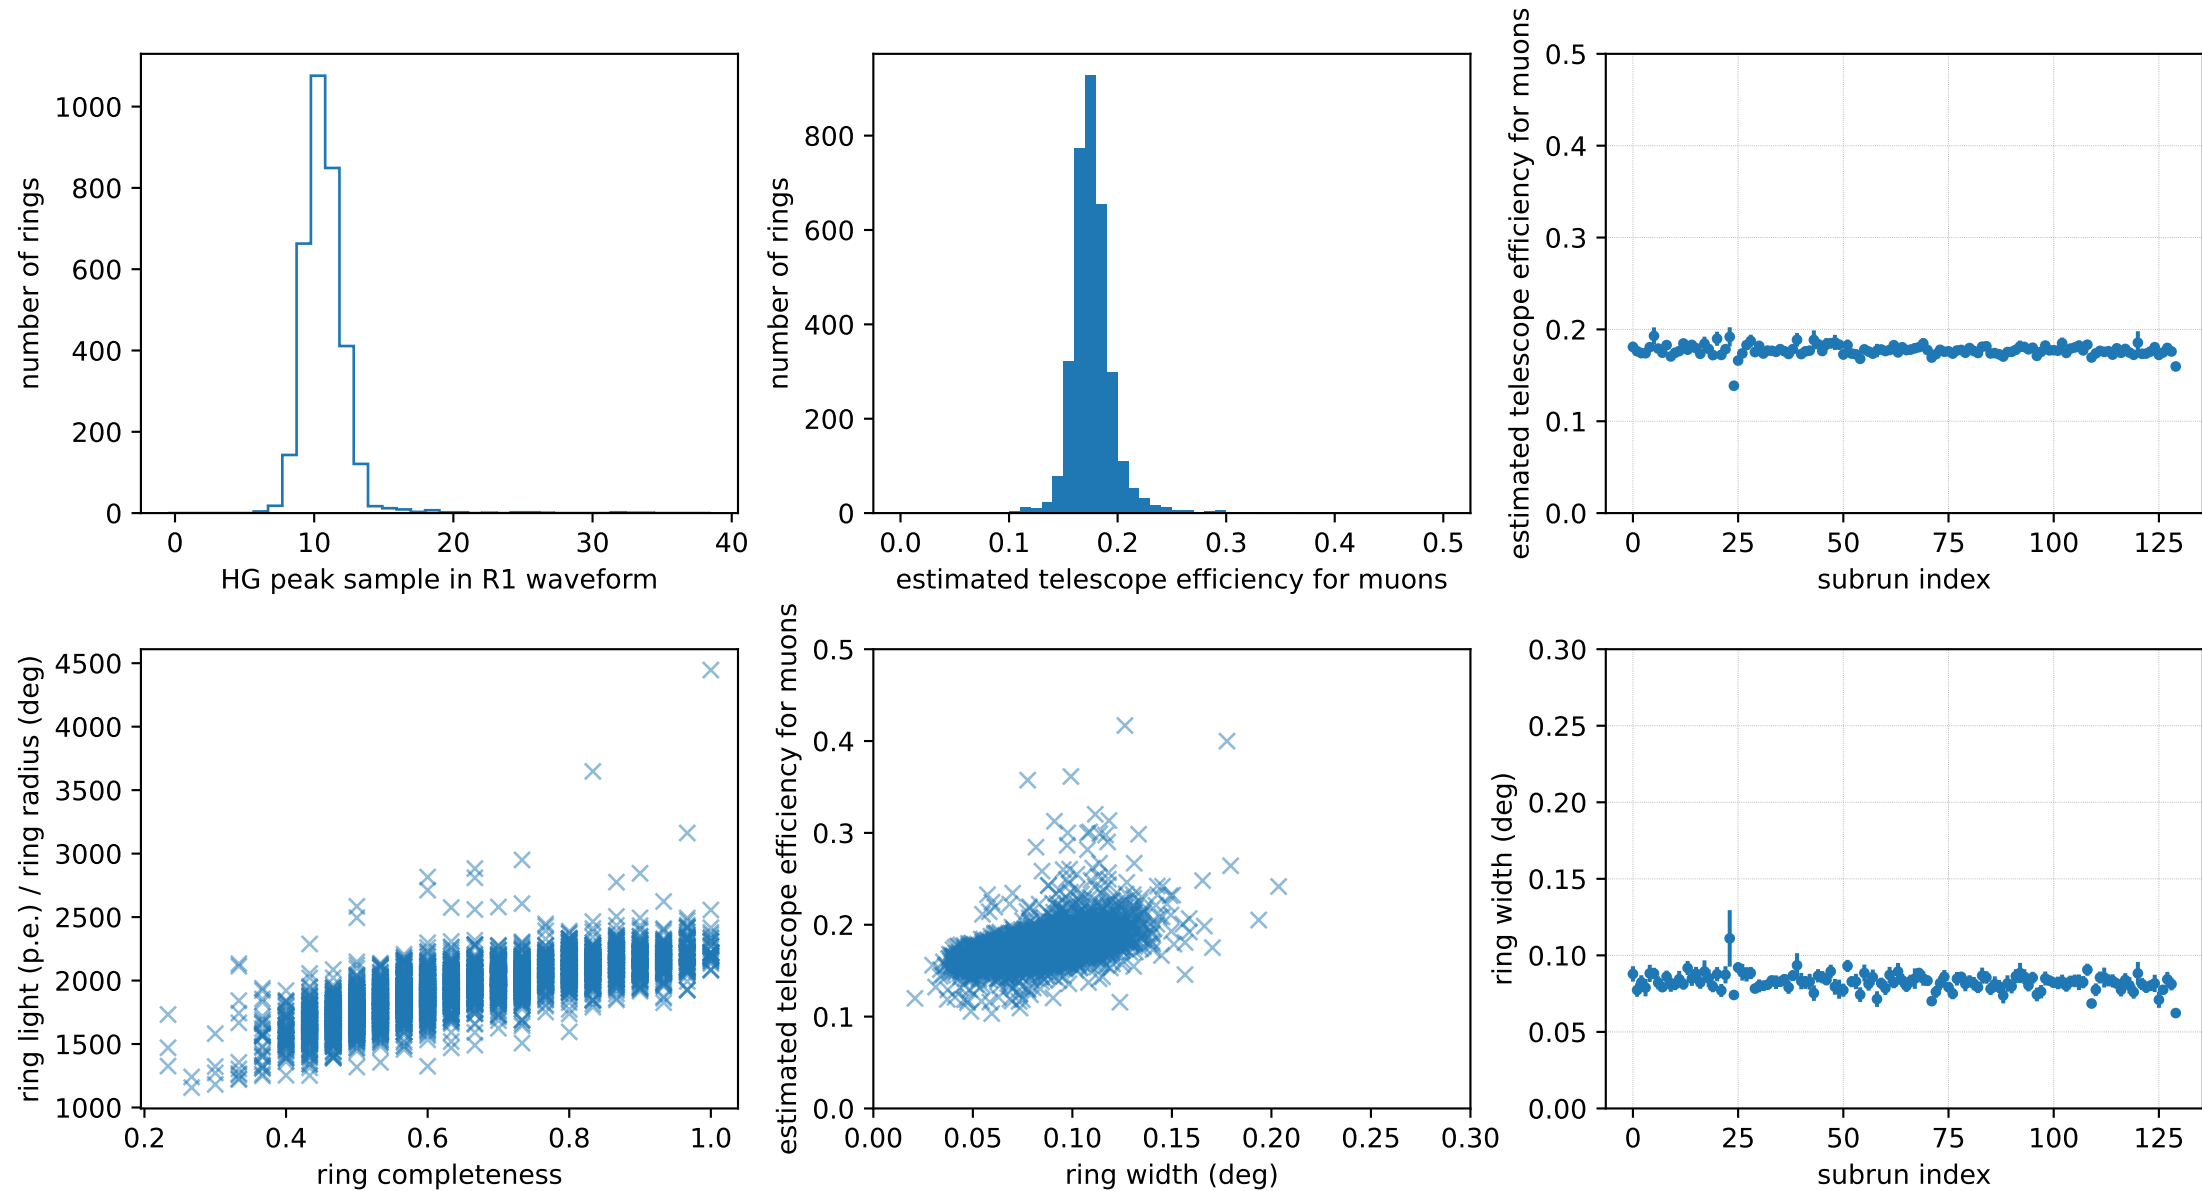 number of rings
1000
800
600
400
200
0
0 10 20 30 40
HG peak sample in R1 waveform
number of rings
800
600
400
200
0
0.0 0.1 0.2 0.3 0.4 0.5
estimated telescope efficiency for muons
estimated telescope efficiency for muons
0.5
0.4
0.3
0.2
0.1
0.0
0 25 50 75 100 125
subrun index
ring light (p.e.) / ring radius (deg)
4500
4000
3500
3000
2500
2000
1500
1000
0.2 0.4 0.6 0.8 1.0
ring completeness
estimated telescope efficiency for muons
0.5
0.4
0.3
0.2
0.1
0.0
0.00 0.05 0.10 0.15 0.20 0.25 0.30
ring width (deg)
ring width (deg)
0.30
0.25
0.20
0.15
0.10
0.05
0.00
0 25 50 75 100 125
subrun index